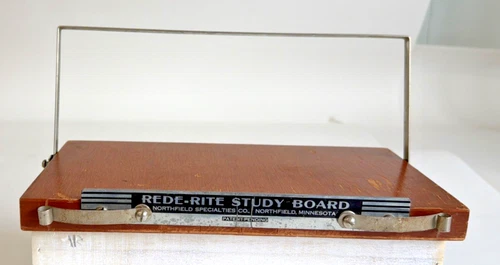 REDE-RITE STUDY BOARD
NORTHFIELD SPECIALTIES CO., NORTHFIELD, MINNESOTA
PATENT PENDING